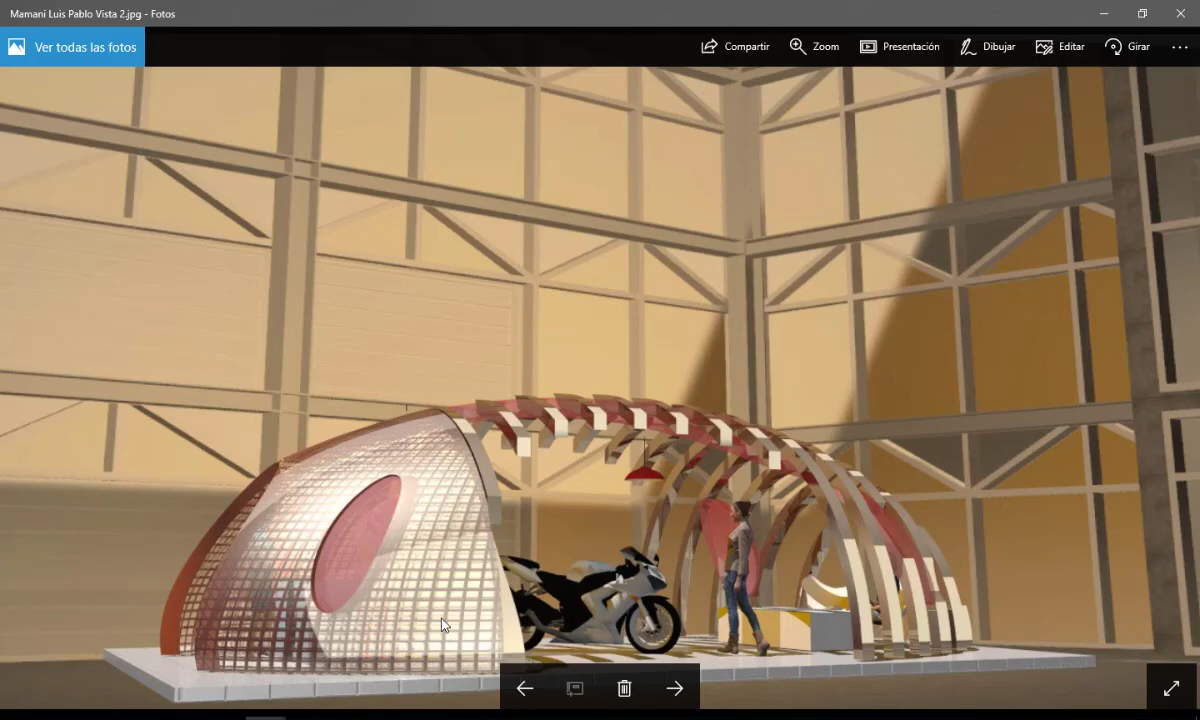 Mamani Luis Pablo Vista 2.jpg - Fotos
Ver todas las fotos
Compartir
Zoom
Presentación
Dibujar
Editar
Girar